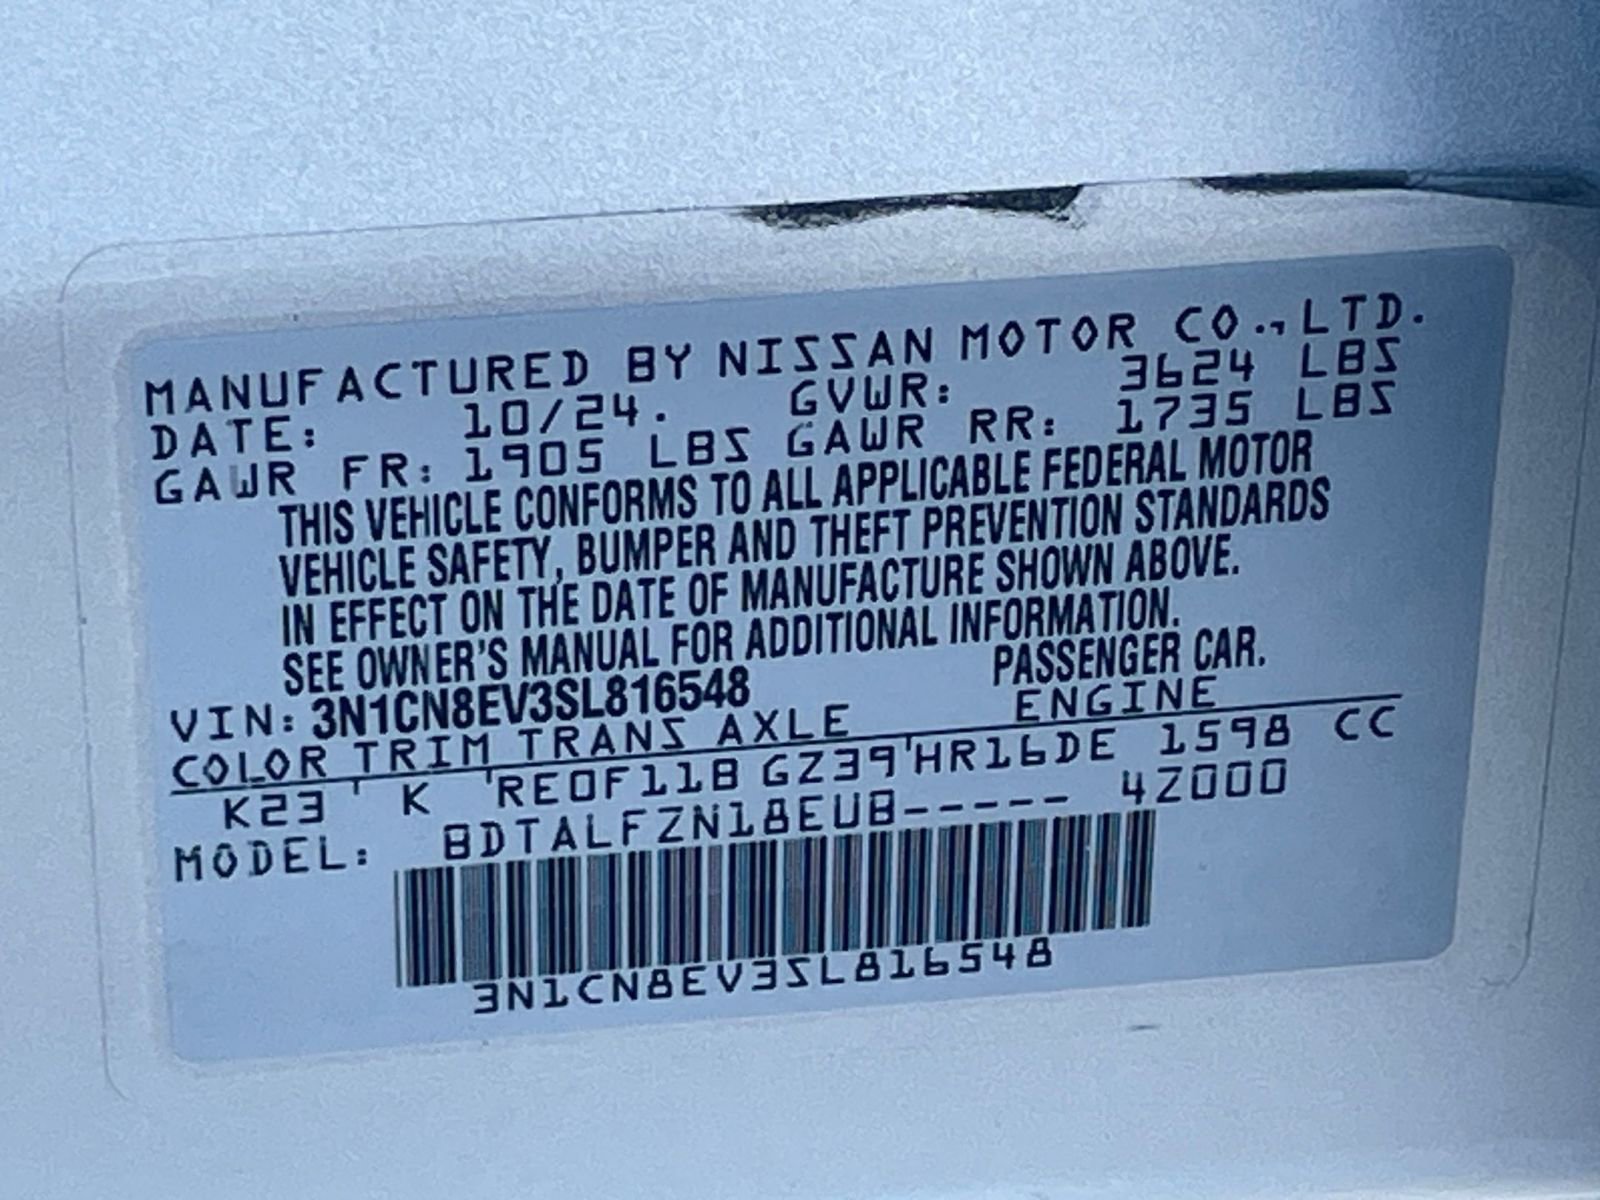 MANUFACTURED BY NISSAN MOTOR CO., LTD.
DATE: 10/24. GVWR: 3624 LBS
GAWR FR: 1905 LBS GAWR RR: 1735 LBS
THIS VEHICLE CONFORMS TO ALL APPLICABLE FEDERAL MOTOR
VEHICLE SAFETY, BUMPER AND THEFT PREVENTION STANDARDS
IN EFFECT ON THE DATE OF MANUFACTURE SHOWN ABOVE.
SEE OWNER'S MANUAL FOR ADDITIONAL INFORMATION.
VIN: 3N1CN8EV3SL816548 PASSENGER CAR.
COLOR TRIM TRANS AXLE ENGINE
K23 ' K 'RE0F11B GZ39'HR16DE 1598 CC
MODEL: BDTALFZN18EUB----- 4Z000
3N1CN8EV3SL816548